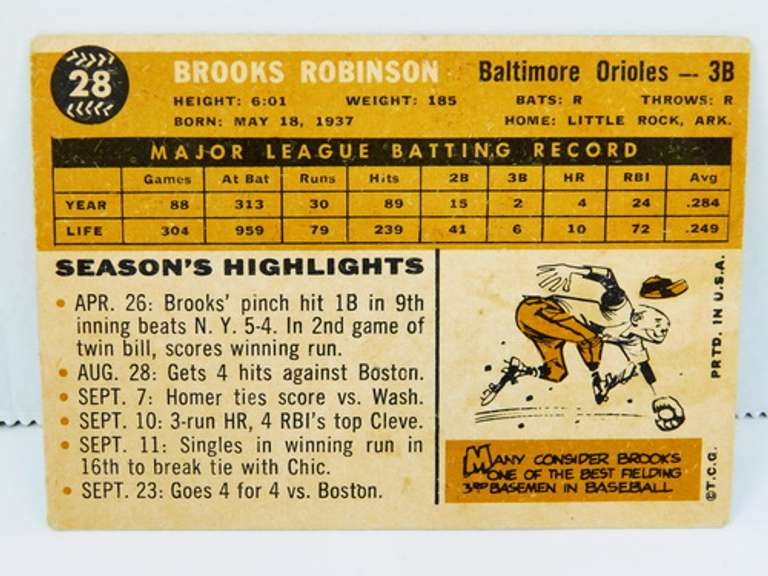 28
BROOKS ROBINSON Baltimore Orioles — 3B
HEIGHT: 6:01 WEIGHT: 185 BATS: R THROWS: R
BORN: MAY 18, 1937 HOME: LITTLE ROCK, ARK.
MAJOR LEAGUE BATTING RECORD
Games At Bat Runs Hits 2B 3B HR RBI Avg
YEAR 88 313 30 89 15 2 4 24 .284
LIFE 304 959 79 239 41 6 10 72 .249
SEASON'S HIGHLIGHTS
• APR. 26: Brooks' pinch hit 1B in 9th
inning beats N. Y. 5-4. In 2nd game of
twin bill, scores winning run.
• AUG. 28: Gets 4 hits against Boston.
• SEPT. 7: Homer ties score vs. Wash.
• SEPT. 10: 3-run HR, 4 RBI's top Cleve.
• SEPT. 11: Singles in winning run in
16th to break tie with Chic.
• SEPT. 23: Goes 4 for 4 vs. Boston.
MANY CONSIDER BROOKS
ONE OF THE BEST FIELDING
3RD BASEMEN IN BASEBALL
©T.C.G. PRTD. IN U.S.A.